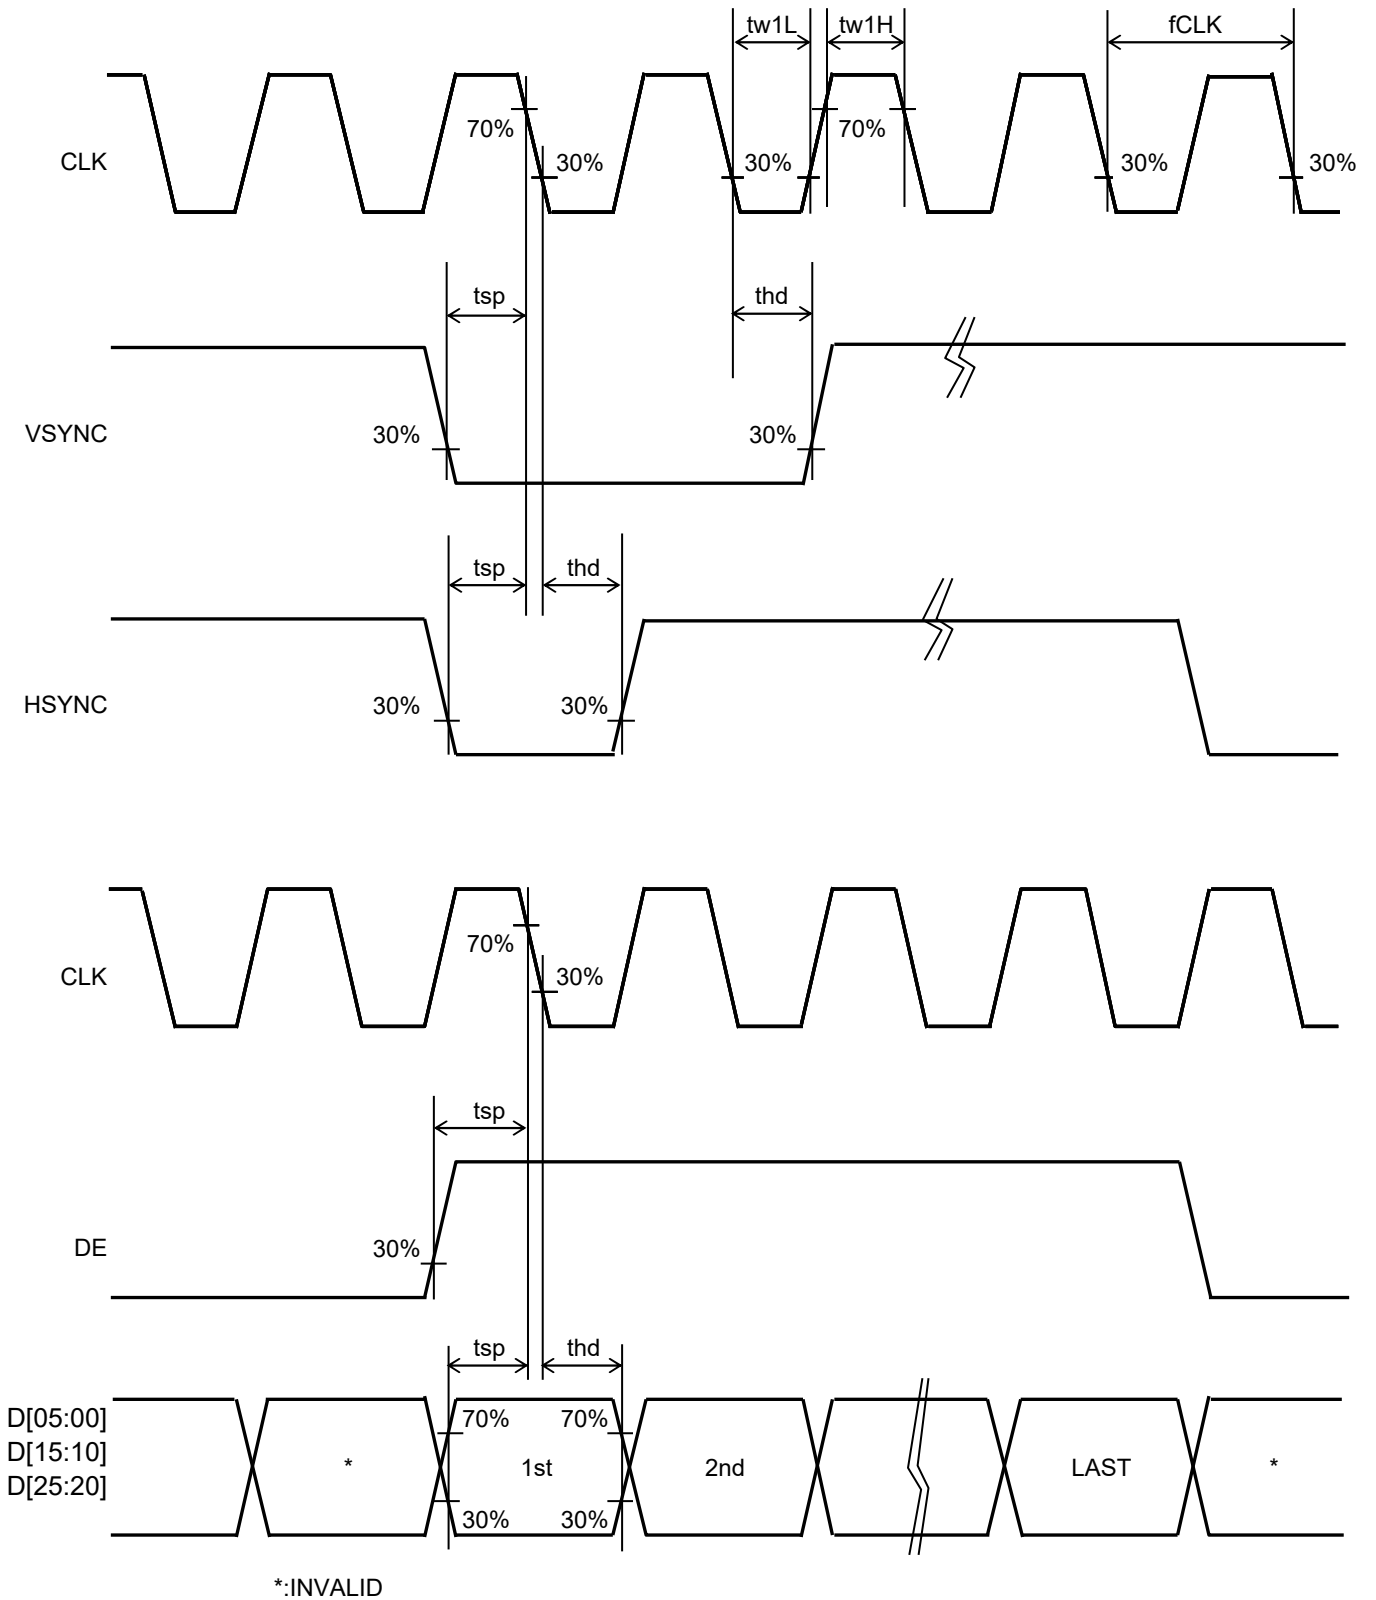 tw1L tw1H fCLK
70% 70%
CLK 30% 30% 30% 30%
tsp thd
VSYNC 30% 30%
tsp thd
HSYNC 30% 30%
70%
CLK 30%
tsp
DE 30%
tsp thd
D[05:00] 70% 70%
D[15:10] * 1st 2nd LAST *
D[25:20]
30% 30%
*:INVALID